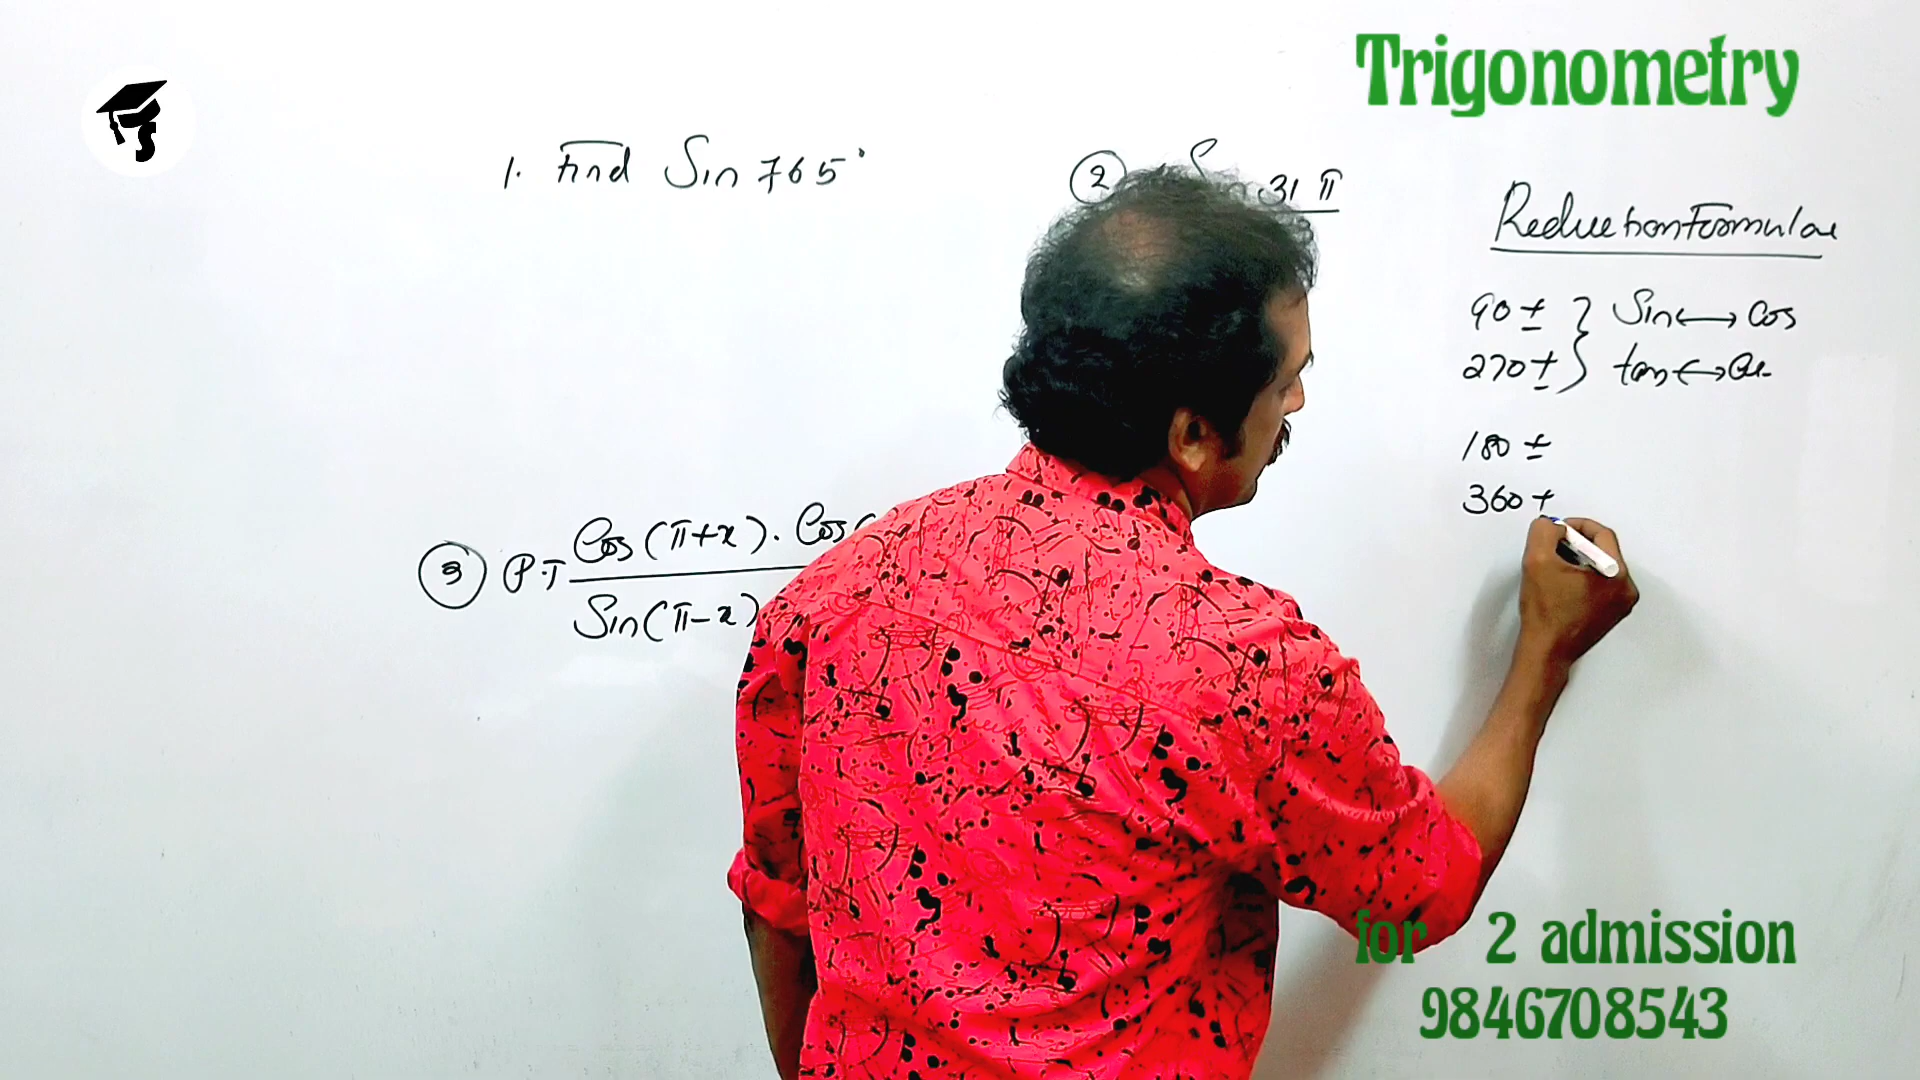 Trigonometry
1. Find Sin 765°
2 31 π
Reduction Formulae
90 ± } Sin ⟷ Cos
270 ± } tan ⟷
180 ±
360 +
3 P.T Cos(π+x). Cos(
Sin(π-x)
for 2 admission
9846708543